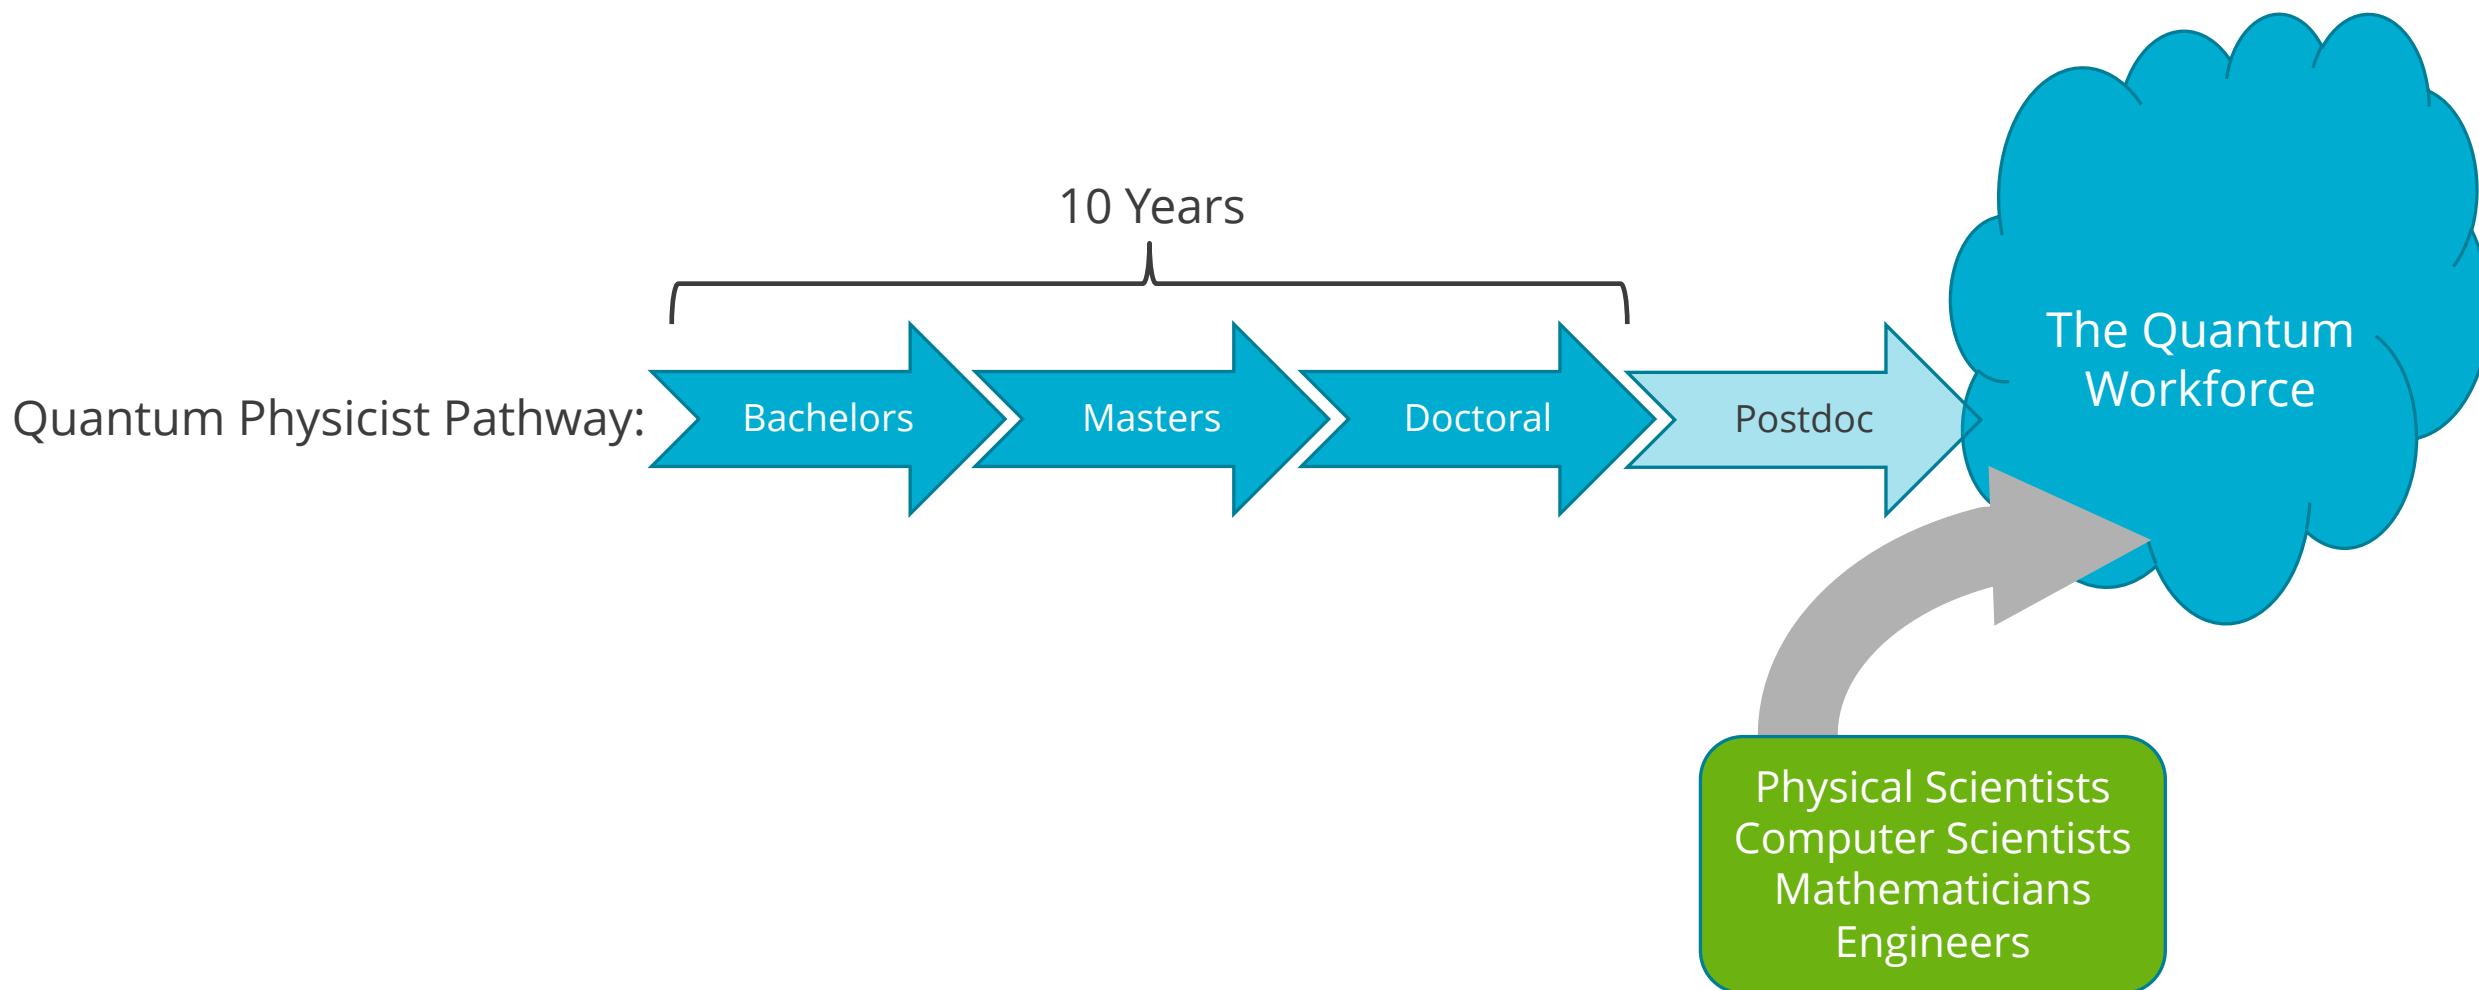 10 Years
Quantum Physicist Pathway:
Bachelors
Masters
Doctoral
Postdoc
The Quantum
Workforce
Physical Scientists
Computer Scientists
Mathematicians
Engineers